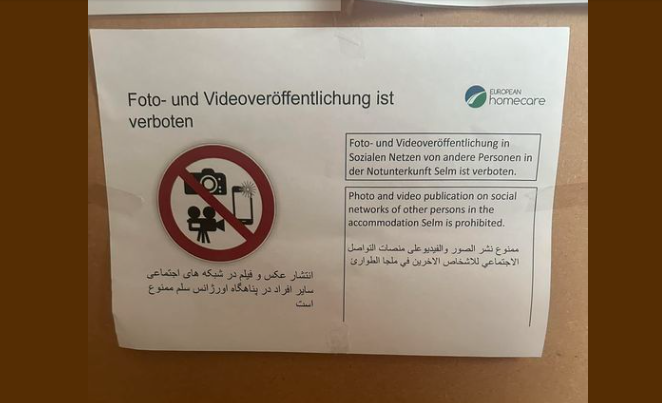 Foto- und Videoveröffentlichung ist
verboten
EUROPEAN
homecare
Foto- und Videoveröffentlichung in
Sozialen Netzen von andere Personen in
der Notunterkunft Selm ist verboten.
Photo and video publication on social
networks of other persons in the
accommodation Selm is prohibited.
ممنوع نشر الصور والفيديوعلى منصات التواصل
الاجتماعي للاشخاص الاخرين في ملجا الطوارئ
انتشار عکس و فیلم در شبکه های اجتماعی
سایر افراد در پناهگاه اورژانس سلم ممنوع
است